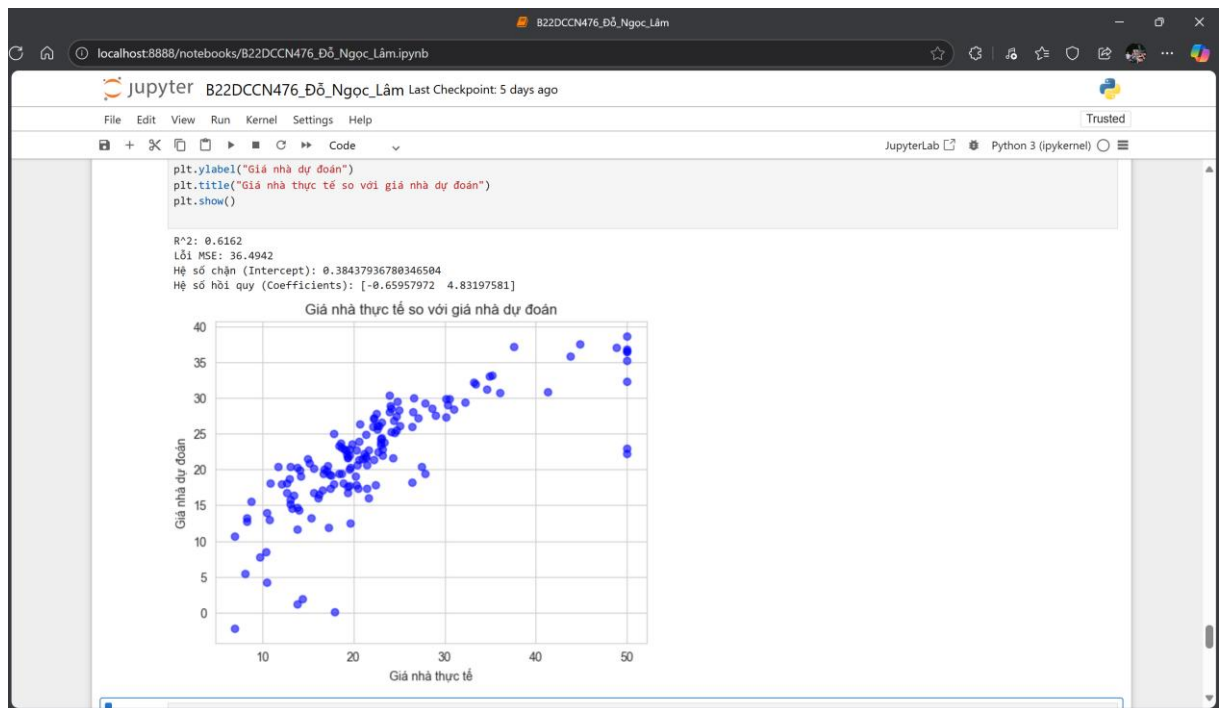 B22DCCN476_Đỗ_Ngọc_Lâm
localhost:8888/notebooks/B22DCCN476_Đỗ_Ngọc_Lâm.ipynb
jupyter B22DCCN476_Đỗ_Ngọc_Lâm Last Checkpoint: 5 days ago
File Edit View Run Kernel Settings Help Trusted
Code JupyterLab Python 3 (ipykernel)
plt.ylabel("Giá nhà dự đoán")
plt.title("Giá nhà thực tế so với giá nhà dự đoán")
plt.show()
R^2: 0.6162
Lỗi MSE: 36.4942
Hệ số chặn (Intercept): 0.38437936780346504
Hệ số hồi quy (Coefficients): [-0.65957972 4.83197581]
Giá nhà thực tế so với giá nhà dự đoán
40
35
30
25
20
15
10
5
0
Giá nhà dự đoán
10 20 30 40 50
Giá nhà thực tế